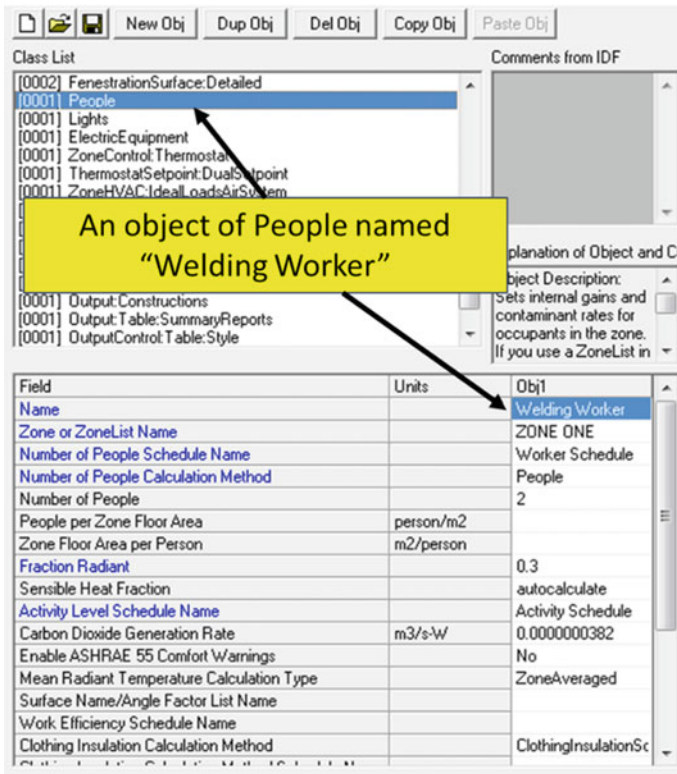 New Obj Dup Obj Del Obj Copy Obj Paste Obj
Class List
Comments from IDF
[0002] FenestrationSurface:Detailed
[0001] People
[0001] Lights
[0001] ElectricEquipment
[0001] ZoneControl:Thermostat
[0001] ThermostatSetpoint:DualSetpoint
[0001] ZoneHVAC:IdealLoadsAirSystem
An object of People named
“Welding Worker”
[0001] Output:Constructions
[0001] Output:Table:SummaryReports
[0001] OutputControl:Table:Style
planation of Object and C
bject Description:
Sets internal gains and
contaminant rates for
occupants in the zone.
If you use a ZoneList in
Field Units Obj1
Name Welding Worker
Zone or ZoneList Name ZONE ONE
Number of People Schedule Name Worker Schedule
Number of People Calculation Method People
Number of People 2
People per Zone Floor Area person/m2
Zone Floor Area per Person m2/person
Fraction Radiant 0.3
Sensible Heat Fraction autocalculate
Activity Level Schedule Name Activity Schedule
Carbon Dioxide Generation Rate m3/s-W 0.0000000382
Enable ASHRAE 55 Comfort Warnings No
Mean Radiant Temperature Calculation Type ZoneAveraged
Surface Name/Angle Factor List Name
Work Efficiency Schedule Name
Clothing Insulation Calculation Method ClothingInsulationSc